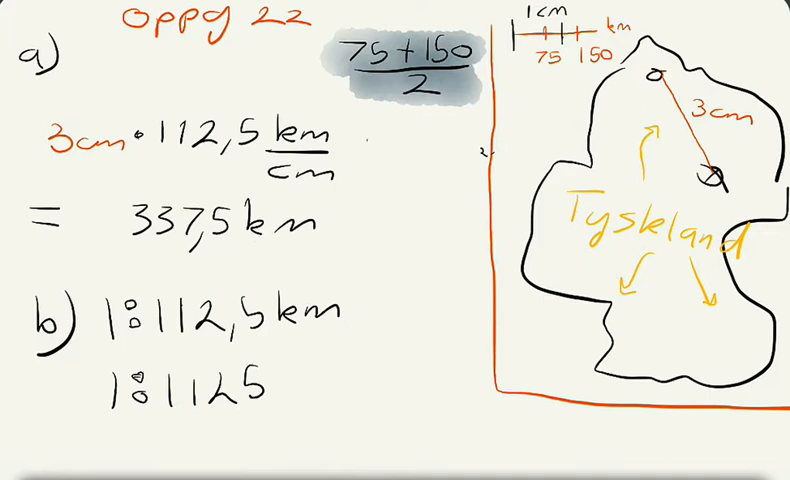 oppg 22
a)
75 + 150
2
3cm • 112,5 km
cm
= 337,5 km
b) 1:112,5 km
1:1125
1cm
km
75 150
3cm
Tyskland